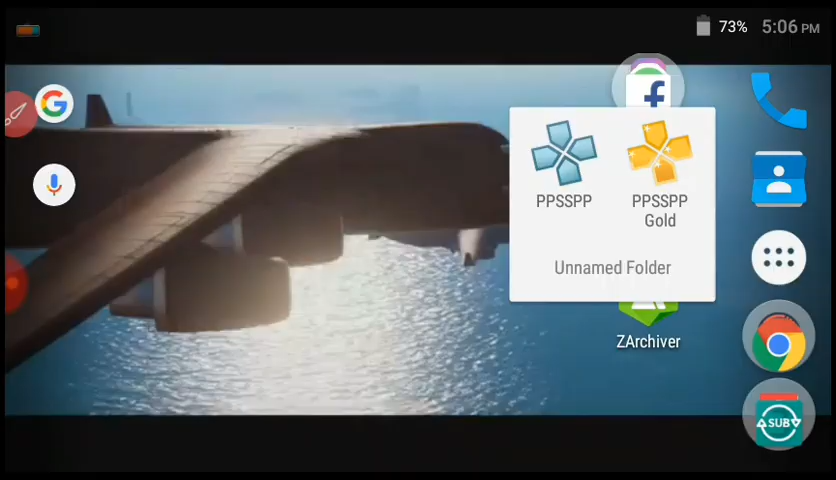 73% 5:06 PM
PPSSPP
PPSSPP
Gold
Unnamed Folder
ZArchiver
SUB